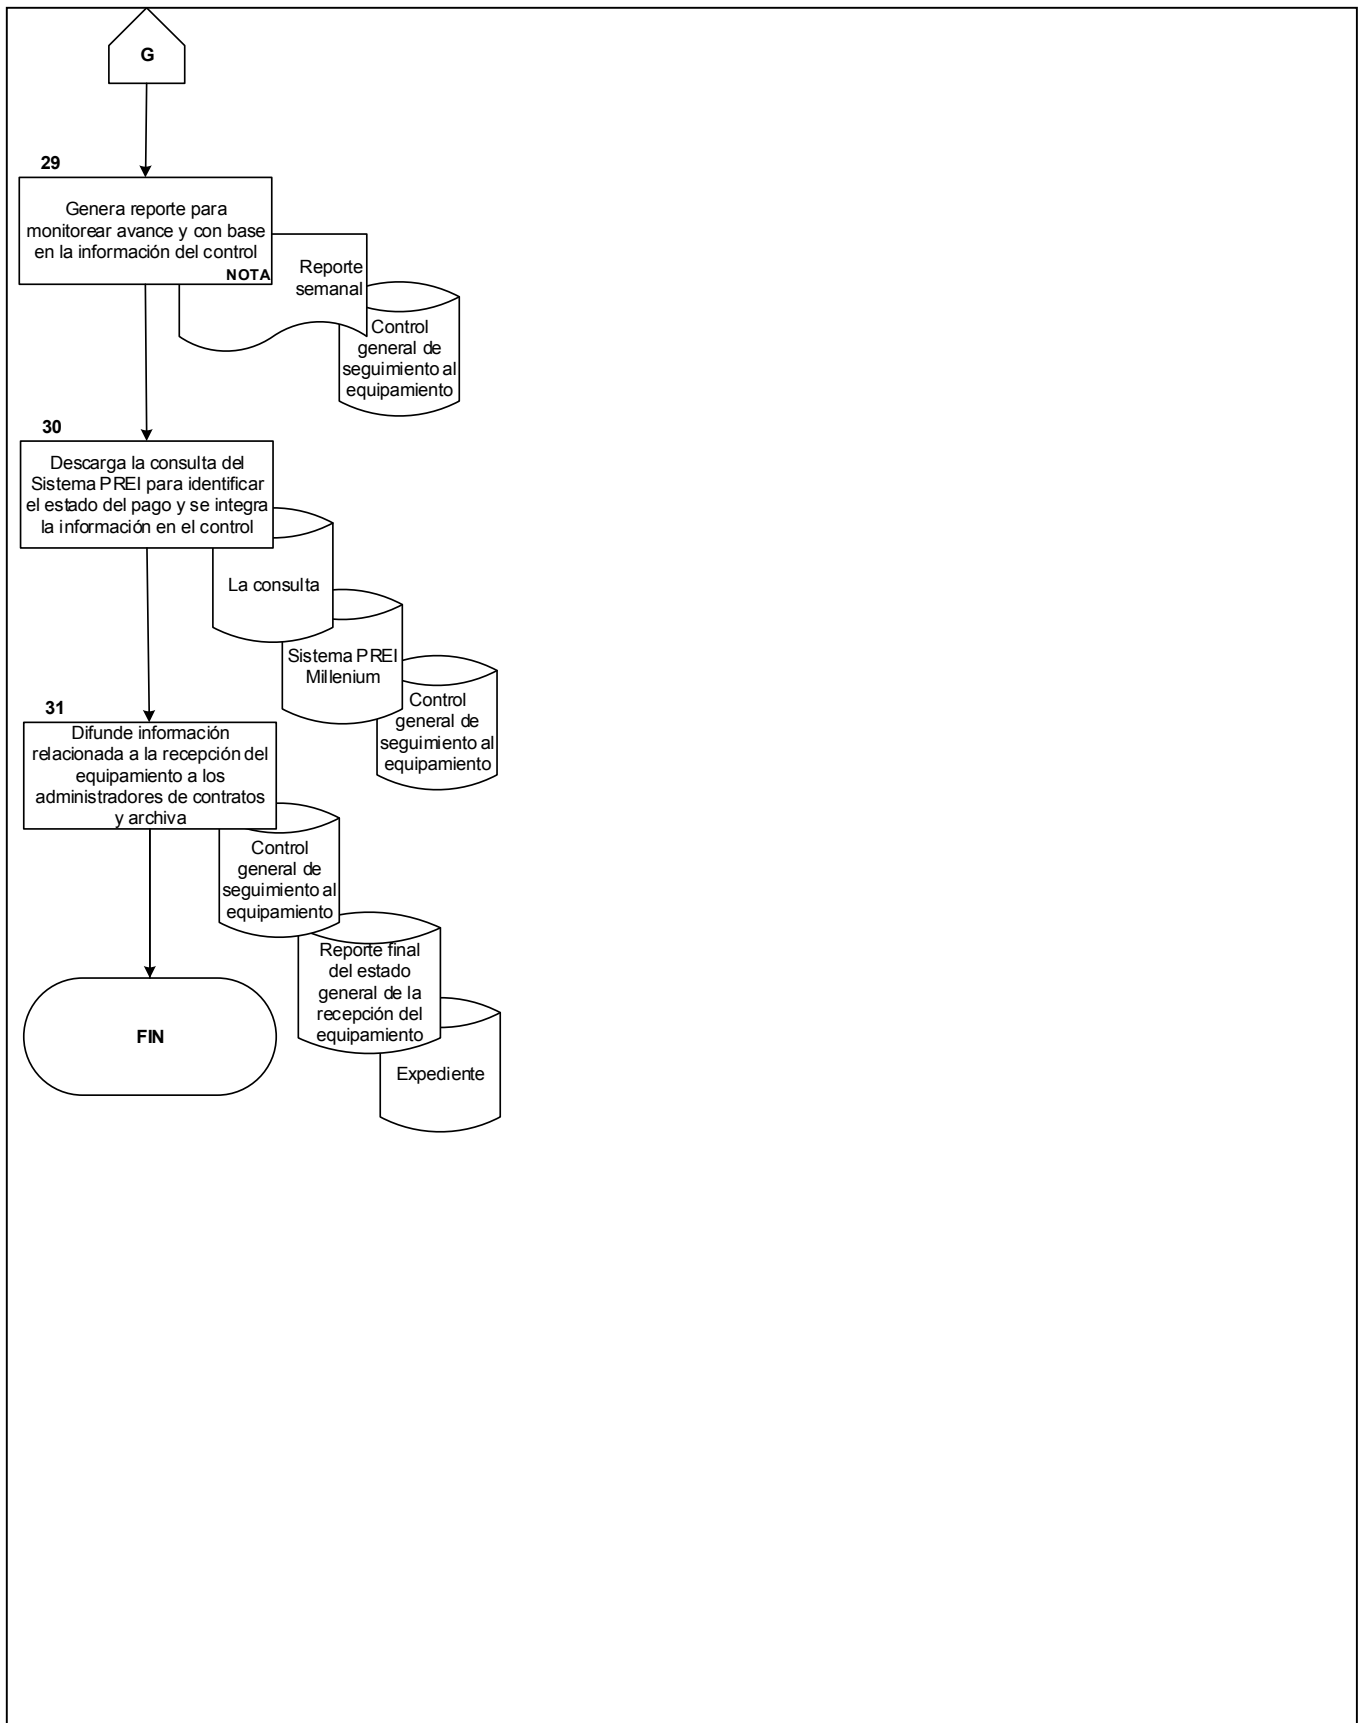 G
29
Genera reporte para
monitorear avance y con base
en la información del control
NOTA
Reporte
semanal
Control
general de
seguimiento al
equipamiento
30
Descarga la consulta del
Sistema PREI para identificar
el estado del pago y se integra
la información en el control
La consulta
Sistema PREI
Millenium
Control
general de
seguimiento al
equipamiento
31
Difunde información
relacionada a la recepción del
equipamiento a los
administradores de contratos
y archiva
Control
general de
seguimiento al
equipamiento
Reporte final
del estado
general de la
recepción del
equipamiento
Expediente
FIN